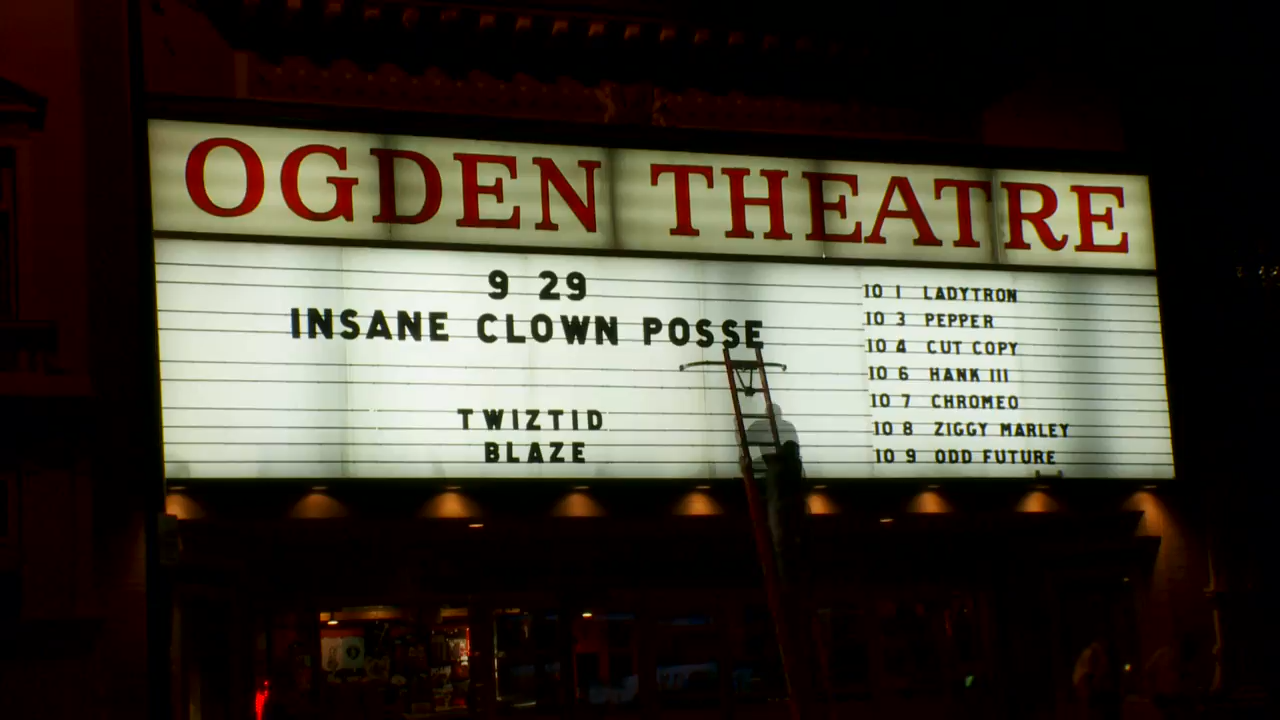 OGDEN THEATRE
9 29
INSANE CLOWN POSSE
TWIZTID
BLAZE
10 1 LADYTRON
10 3 PEPPER
10 4 CUT COPY
10 6 HANK III
10 7 CHROMEO
10 8 ZIGGY MARLEY
10 9 ODD FUTURE